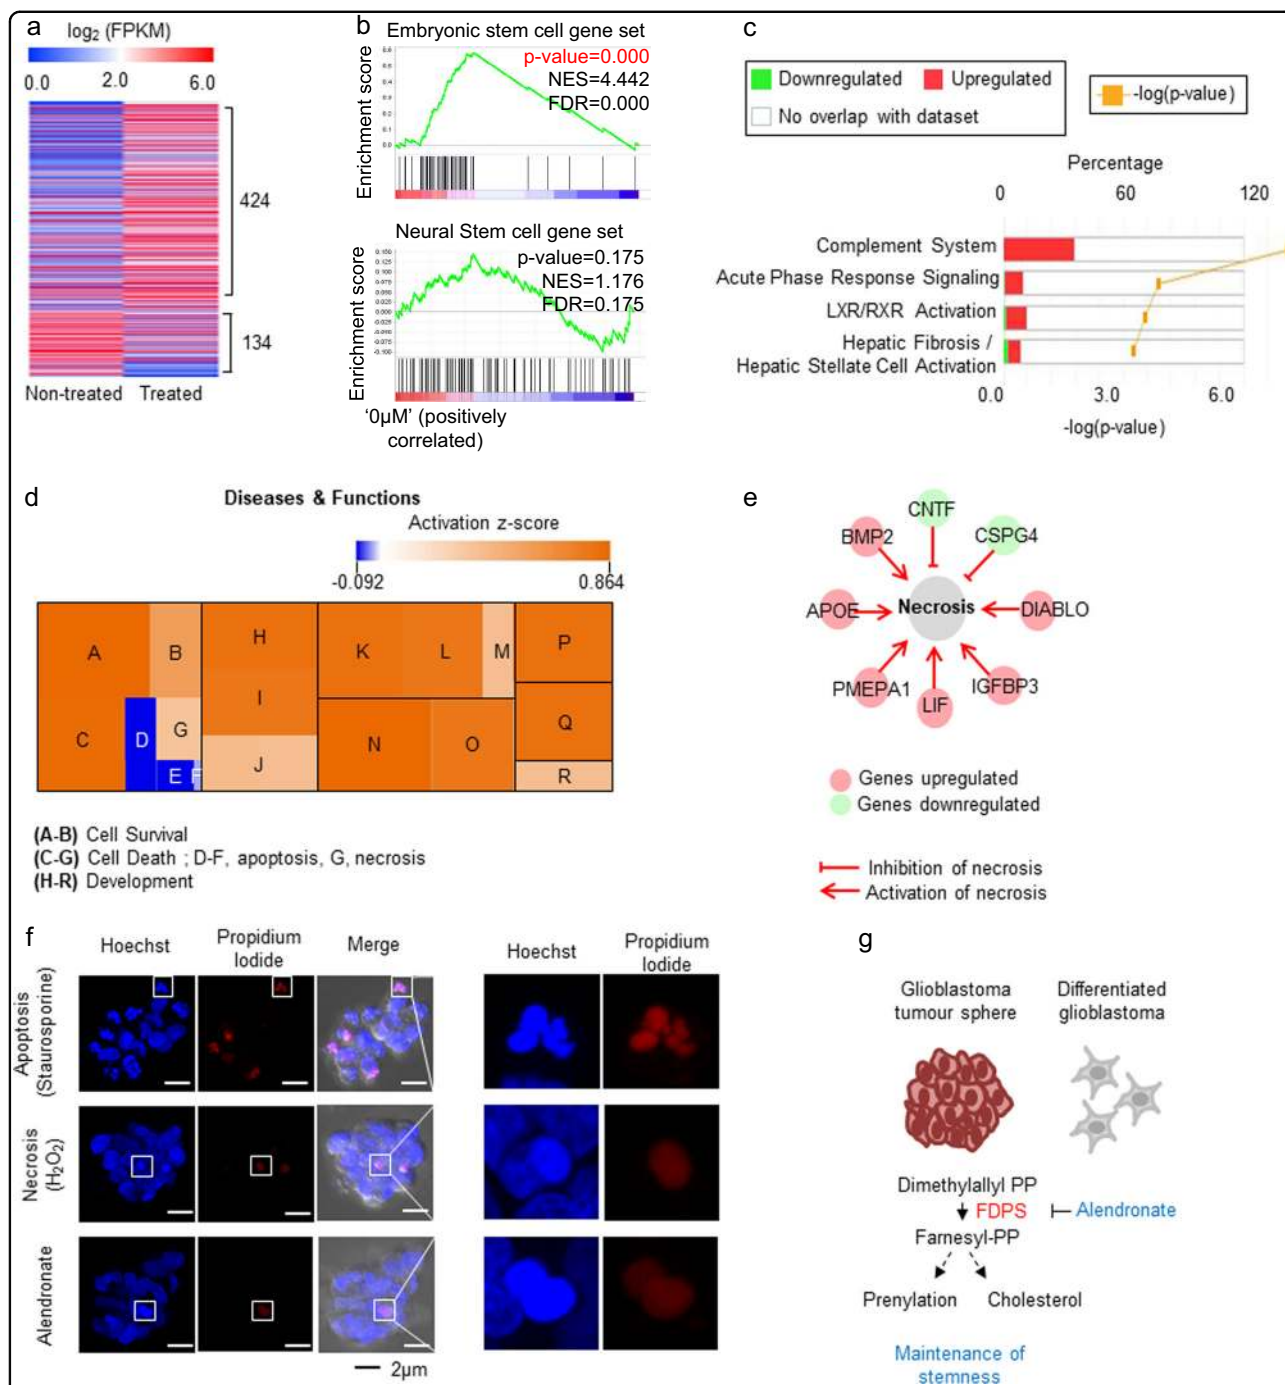 a
log₂ (FPKM)
0.0 2.0 6.0
424
134
Non-treated Treated
b
Embryonic stem cell gene set
p-value=0.000
NES=4.442
FDR=0.000
Enrichment score
Neural Stem cell gene set
p-value=0.175
NES=1.176
FDR=0.175
Enrichment score
‘0µM’ (positively
correlated)
c
Downregulated Upregulated
No overlap with dataset
-log(p-value)
Percentage
0 60 120
Complement System
Acute Phase Response Signaling
LXR/RXR Activation
Hepatic Fibrosis /
Hepatic Stellate Cell Activation
0.0 3.0 6.0
-log(p-value)
d
Diseases & Functions
Activation z-score
-0.092 0.864
A B H K L M P
C D G I N O Q
E F J R
(A-B) Cell Survival
(C-G) Cell Death ; D-F, apoptosis, G, necrosis
(H-R) Development
e
CNTF
BMP2 CSPG4
APOE Necrosis DIABLO
PMEPA1 LIF IGFBP3
Genes upregulated
Genes downregulated
Inhibition of necrosis
Activation of necrosis
f
Hoechst Propidium Iodide Merge Hoechst Propidium Iodide
Apoptosis
(Staurosporine)
Necrosis
(H₂O₂)
Alendronate
2µm
g
Glioblastoma
tumour sphere
Differentiated
glioblastoma
Dimethylallyl PP
FDPS Alendronate
Farnesyl-PP
Prenylation Cholesterol
Maintenance of
stemness